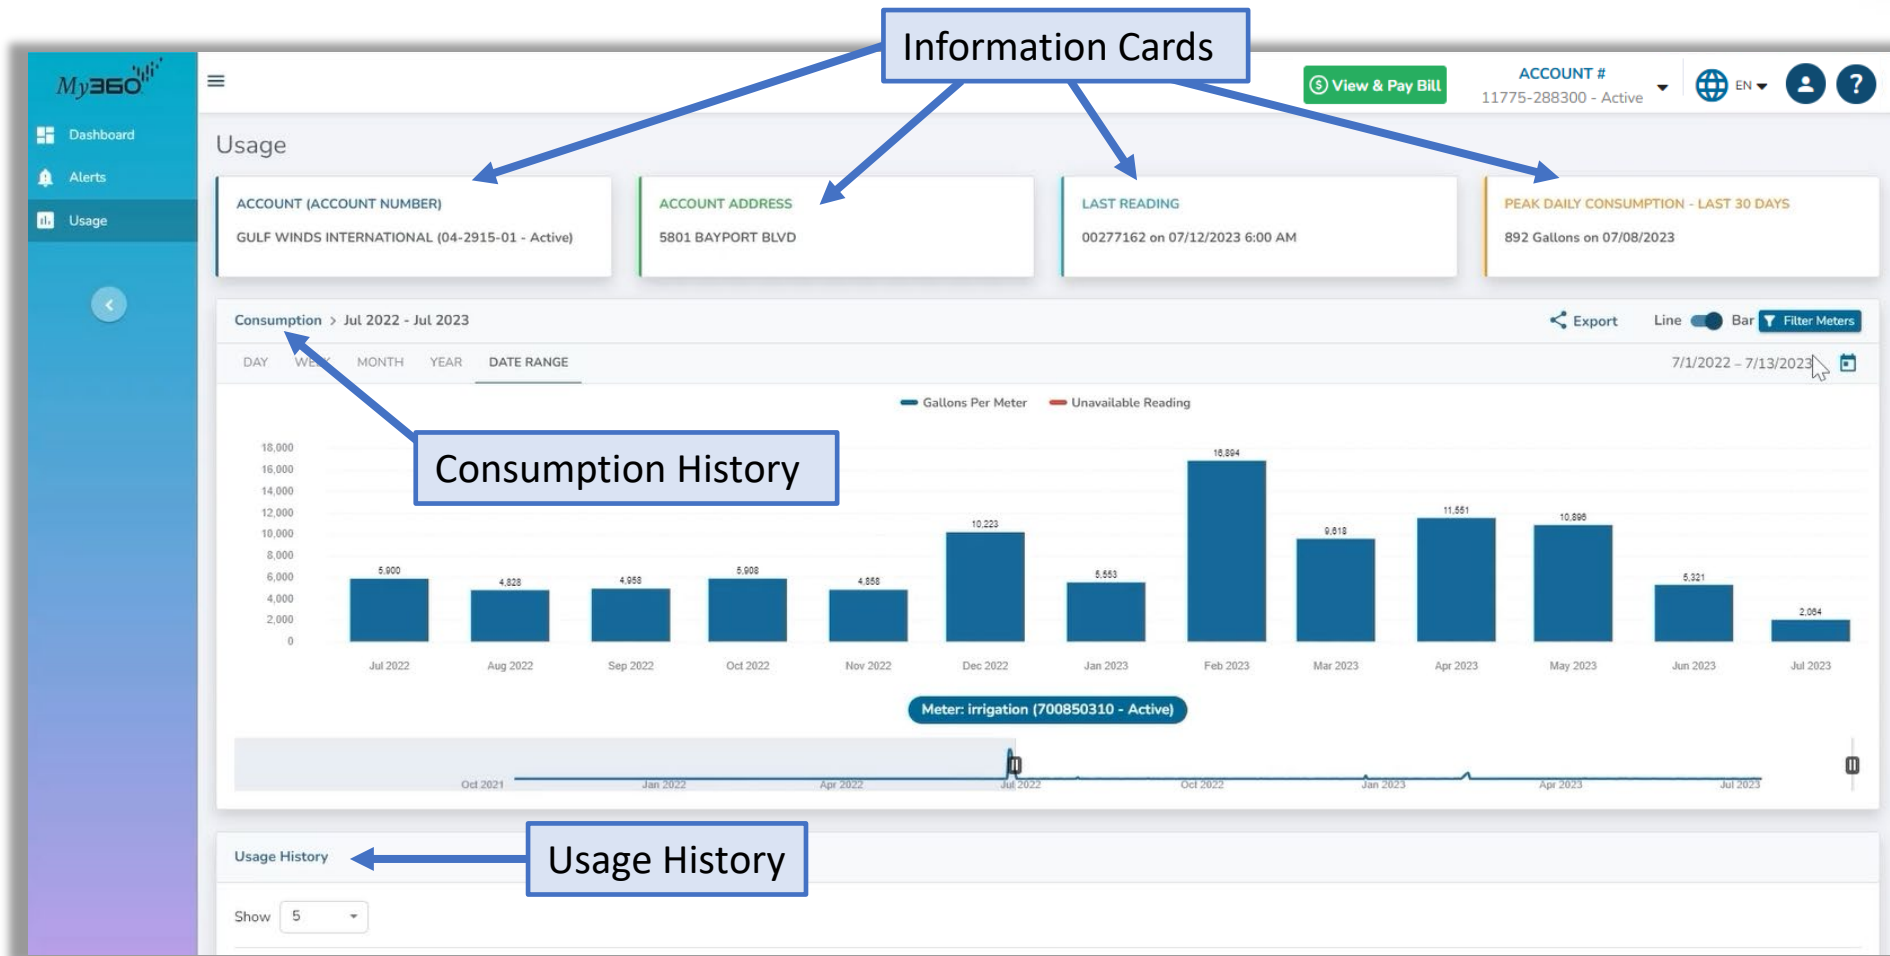 Information Cards
My360
View & Pay Bill
ACCOUNT #
11775-288300 - Active
EN
?
Dashboard
Alerts
Usage
Usage
ACCOUNT (ACCOUNT NUMBER)
GULF WINDS INTERNATIONAL (04-2915-01 - Active)
ACCOUNT ADDRESS
5801 BAYPORT BLVD
LAST READING
00277162 on 07/12/2023 6:00 AM
PEAK DAILY CONSUMPTION - LAST 30 DAYS
892 Gallons on 07/08/2023
Consumption > Jul 2022 - Jul 2023
Export
Line Bar
Filter Meters
DAY WEEK MONTH YEAR DATE RANGE
7/1/2022 – 7/13/2023
Gallons Per Meter Unavailable Reading
Consumption History
18,000
16,000
14,000
12,000
10,000
8,000
6,000
4,000
2,000
0
5,900 4,828 4,958 5,908 4,858 10,223 5,553 16,894 9,618 11,551 10,896 5,321 2,064
Jul 2022 Aug 2022 Sep 2022 Oct 2022 Nov 2022 Dec 2022 Jan 2023 Feb 2023 Mar 2023 Apr 2023 May 2023 Jun 2023 Jul 2023
Meter: irrigation (700850310 - Active)
Oct 2021 Jan 2022 Apr 2022 Jul 2022 Oct 2022 Jan 2023 Apr 2023 Jul 2023
Usage History
Usage History
Show 5